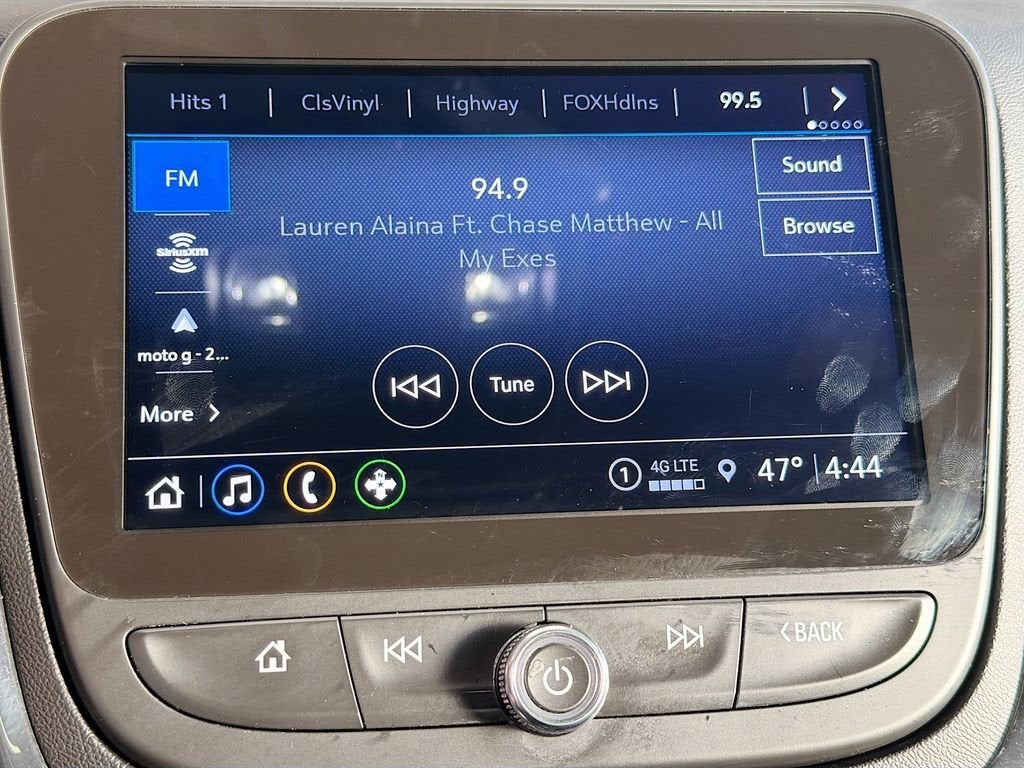 Hits 1
ClsVinyl
Highway
FOXHdlns
99.5
FM
94.9
Sound
Lauren Alaina Ft. Chase Matthew - All
My Exes
Browse
SiriusXM
moto g - 2...
Tune
More
N
1
4G LTE
47°
4:44
BACK